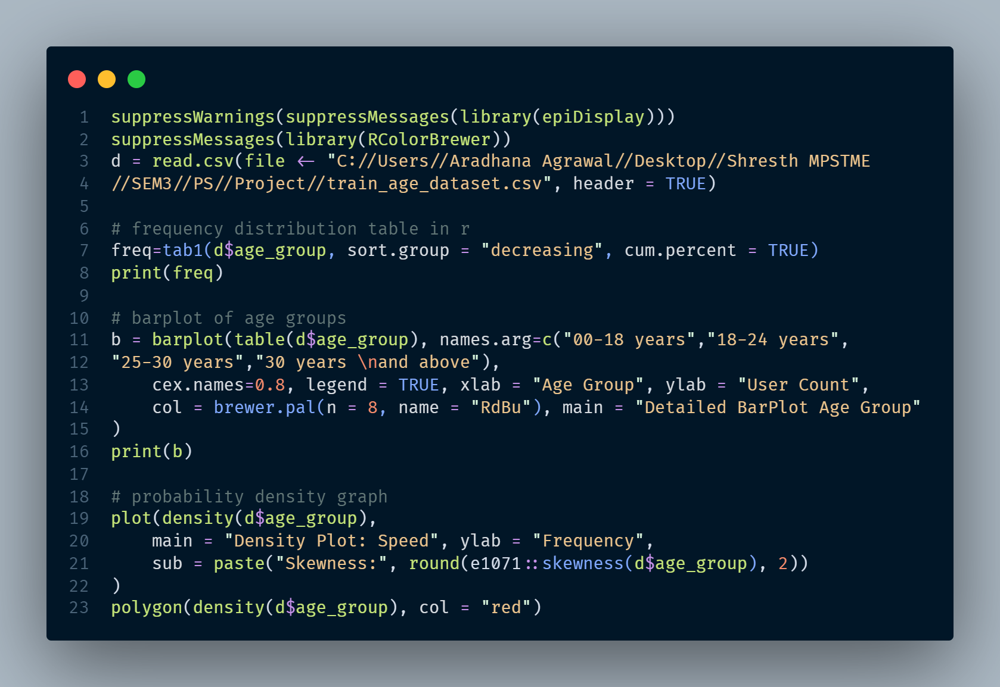 1 suppressWarnings(suppressMessages(library(epiDisplay)))
2 suppressMessages(library(RColorBrewer))
3 d = read.csv(file <- "C://Users//Aradhana Agrawal//Desktop//Shresth MPSTME
4 //SEM3//PS//Project//train_age_dataset.csv", header = TRUE)
5
6 # frequency distribution table in r
7 freq=tab1(d$age_group, sort.group = "decreasing", cum.percent = TRUE)
8 print(freq)
9
10 # barplot of age groups
11 b = barplot(table(d$age_group), names.arg=c("00-18 years","18-24 years",
12 "25-30 years","30 years \nand above"),
13     cex.names=0.8, legend = TRUE, xlab = "Age Group", ylab = "User Count",
14     col = brewer.pal(n = 8, name = "RdBu"), main = "Detailed BarPlot Age Group"
15 )
16 print(b)
17
18 # probability density graph
19 plot(density(d$age_group),
20     main = "Density Plot: Speed", ylab = "Frequency",
21     sub = paste("Skewness:", round(e1071::skewness(d$age_group), 2))
22 )
23 polygon(density(d$age_group), col = "red")